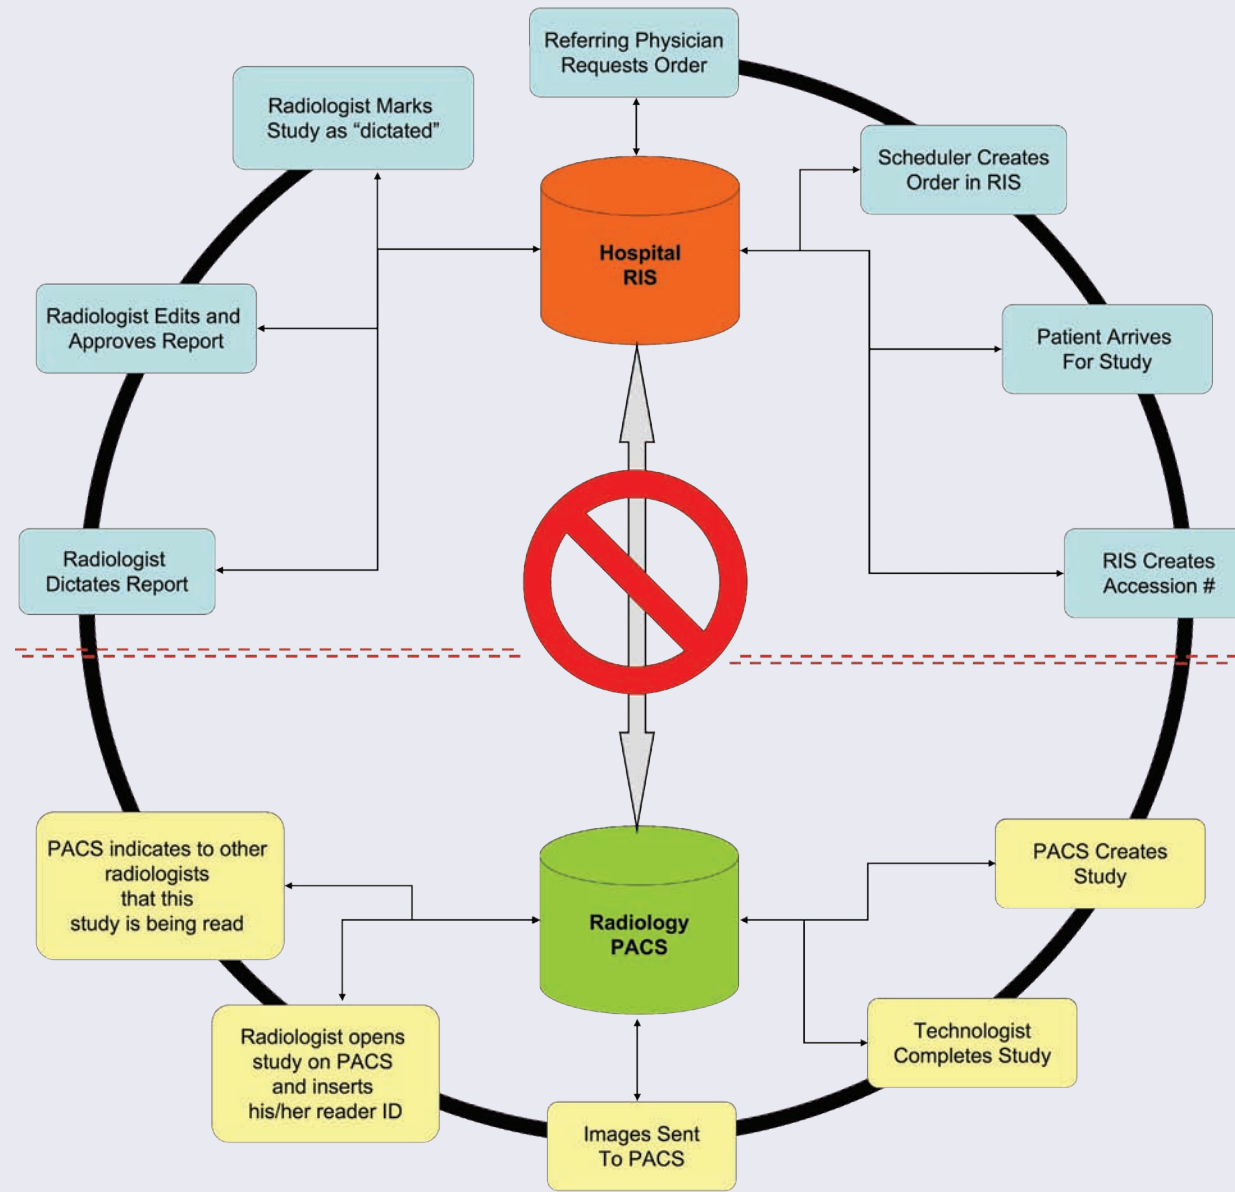 Referring Physician
Requests Order
Radiologist Marks
Study as “dictated”
Scheduler Creates
Order in RIS
Hospital
RIS
Radiologist Edits and
Approves Report
Patient Arrives
For Study
Radiologist
Dictates Report
RIS Creates
Accession #
PACS indicates to other
radiologists
that this
study is being read
PACS Creates
Study
Radiology
PACS
Radiologist opens
study on PACS
and inserts
his/her reader ID
Technologist
Completes Study
Images Sent
To PACS